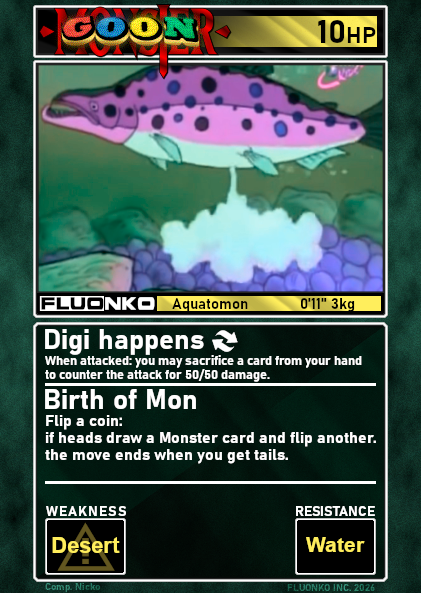 MONSTER
GOON
10HP
FLUONKO Aquatomon 0'11" 3kg
Digi happens
When attacked: you may sacrifice a card from your hand
to counter the attack for 50/50 damage.
Birth of Mon
Flip a coin:
if heads draw a Monster card and flip another.
the move ends when you get tails.
WEAKNESS RESISTANCE
Desert Water
Comp. Nicko FLUONKO INC. 2026